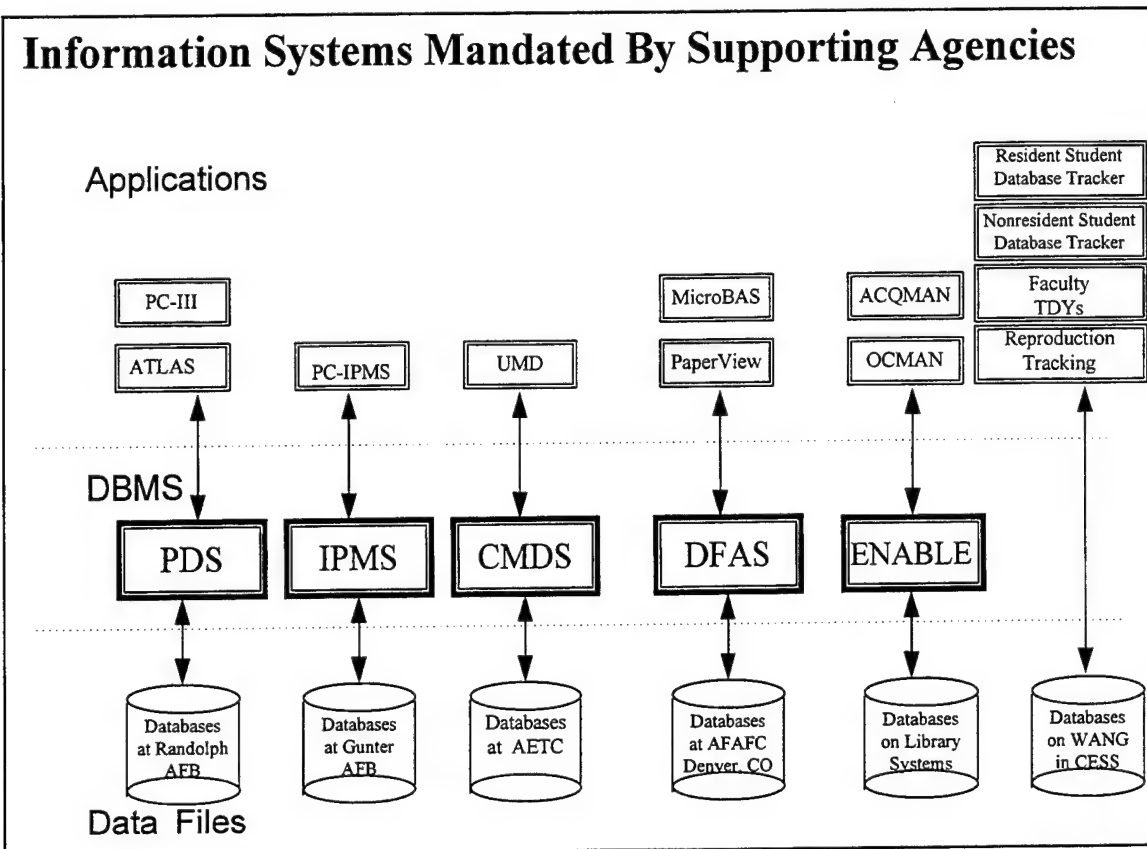 Information Systems Mandated By Supporting Agencies
Applications
Resident Student
Database Tracker
Nonresident Student
Database Tracker
Faculty
TDYs
Reproduction
Tracking
PC-III
ATLAS
PC-IPMS
UMD
MicroBAS
PaperView
ACQMAN
OCMAN
DBMS
PDS
IPMS
CMDS
DFAS
ENABLE
Databases
at Randolph
AFB
Databases
at Gunter
AFB
Databases
at AETC
Databases
at AFAFC
Denver, CO
Databases
on Library
Systems
Databases
on WANG
in CESS
Data Files